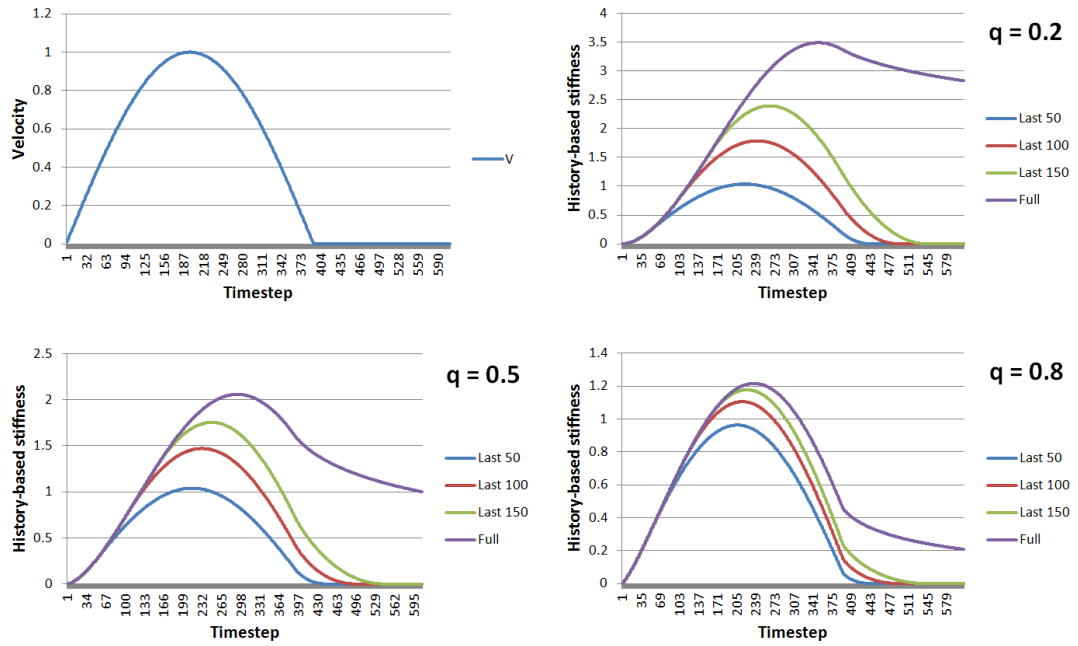 1.2
1
0.8
0.6
0.4
0.2
0
Velocity
1 32 63 94 125 156 187 218 249 280 311 342 373 404 435 466 497 528 559 590
Timestep
V
4
3.5
3
2.5
2
1.5
1
0.5
0
History-based stiffness
1 35 69 103 137 171 205 239 273 307 341 375 409 443 477 511 545 579
Timestep
q = 0.2
Last 50
Last 100
Last 150
Full
2.5
2
1.5
1
0.5
0
History-based stiffness
1 34 67 100 133 166 199 232 265 298 331 364 397 430 463 496 529 562 595
Timestep
q = 0.5
Last 50
Last 100
Last 150
Full
1.4
1.2
1
0.8
0.6
0.4
0.2
0
History-based stiffness
1 35 69 103 137 171 205 239 273 307 341 375 409 443 477 511 545 579
Timestep
q = 0.8
Last 50
Last 100
Last 150
Full